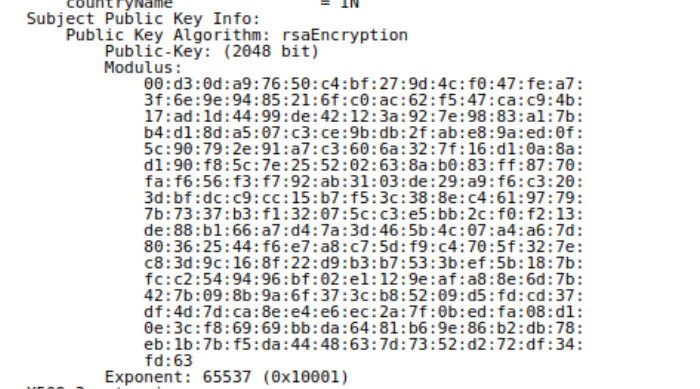 countryName = IN
Subject Public Key Info:
Public Key Algorithm: rsaEncryption
Public-Key: (2048 bit)
Modulus:
00:d3:0d:a9:76:50:c4:bf:27:9d:4c:f0:47:fe:a7:
3f:6e:9e:94:85:21:6f:c0:ac:62:f5:47:ca:c9:4b:
17:ad:1d:44:99:de:42:12:3a:92:7e:98:83:a1:7b:
b4:d1:8d:a5:07:c3:ce:9b:db:2f:ab:e8:9a:ed:0f:
5c:90:79:2e:91:a7:c3:60:6a:32:7f:16:d1:0a:8a:
d1:90:f8:5c:7e:25:52:02:63:8a:b0:83:ff:87:70:
fa:f6:56:f3:f7:92:ab:31:03:de:29:a9:f6:c3:20:
3d:bf:dc:c9:cc:15:b7:f5:3c:38:8e:c4:61:97:79:
7b:73:37:b3:f1:32:07:5c:c3:e5:bb:2c:f0:f2:13:
de:88:b1:66:a7:d4:7a:3d:46:5b:4c:07:a4:a6:7d:
80:36:25:44:f6:e7:a8:c7:5d:f9:c4:70:5f:32:7e:
c8:3d:9c:16:8f:22:d9:b3:b7:53:3b:ef:5b:18:7b:
fc:c2:54:94:96:bf:02:e1:12:9e:af:a8:8e:6d:7b:
42:7b:09:8b:9a:6f:37:3c:b8:52:09:d5:fd:cd:37:
df:4d:7d:ca:8e:e4:e6:ec:2a:7f:0b:ed:fa:08:d1:
0e:3c:f8:69:69:bb:da:64:81:b6:9e:86:b2:db:78:
eb:1b:7b:f5:da:44:48:63:7d:73:52:d2:72:df:34:
fd:63
Exponent: 65537 (0x10001)